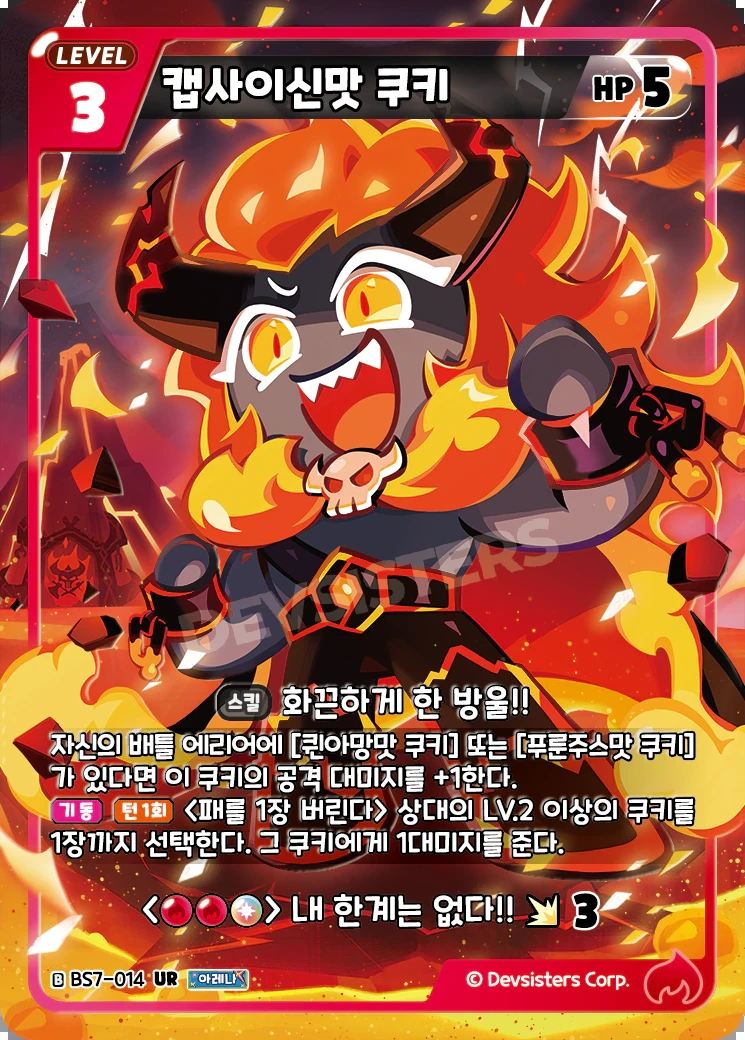 LEVEL
3
캡사이신맛 쿠키
HP 5
DEVSISTERS
스킬 화끈하게 한 방울!!
자신의 배틀 에리어에 [퀸아망맛 쿠키] 또는 [푸룬주스맛 쿠키]
가 있다면 이 쿠키의 공격 대미지를 +1한다.
기동 턴 1회 <패를 1장 버린다> 상대의 LV.2 이상의 쿠키를
1장까지 선택한다. 그 쿠키에게 1대미지를 준다.
< > 내 한계는 없다!! 3
B BS7-014 UR 아레나
© Devsisters Corp.